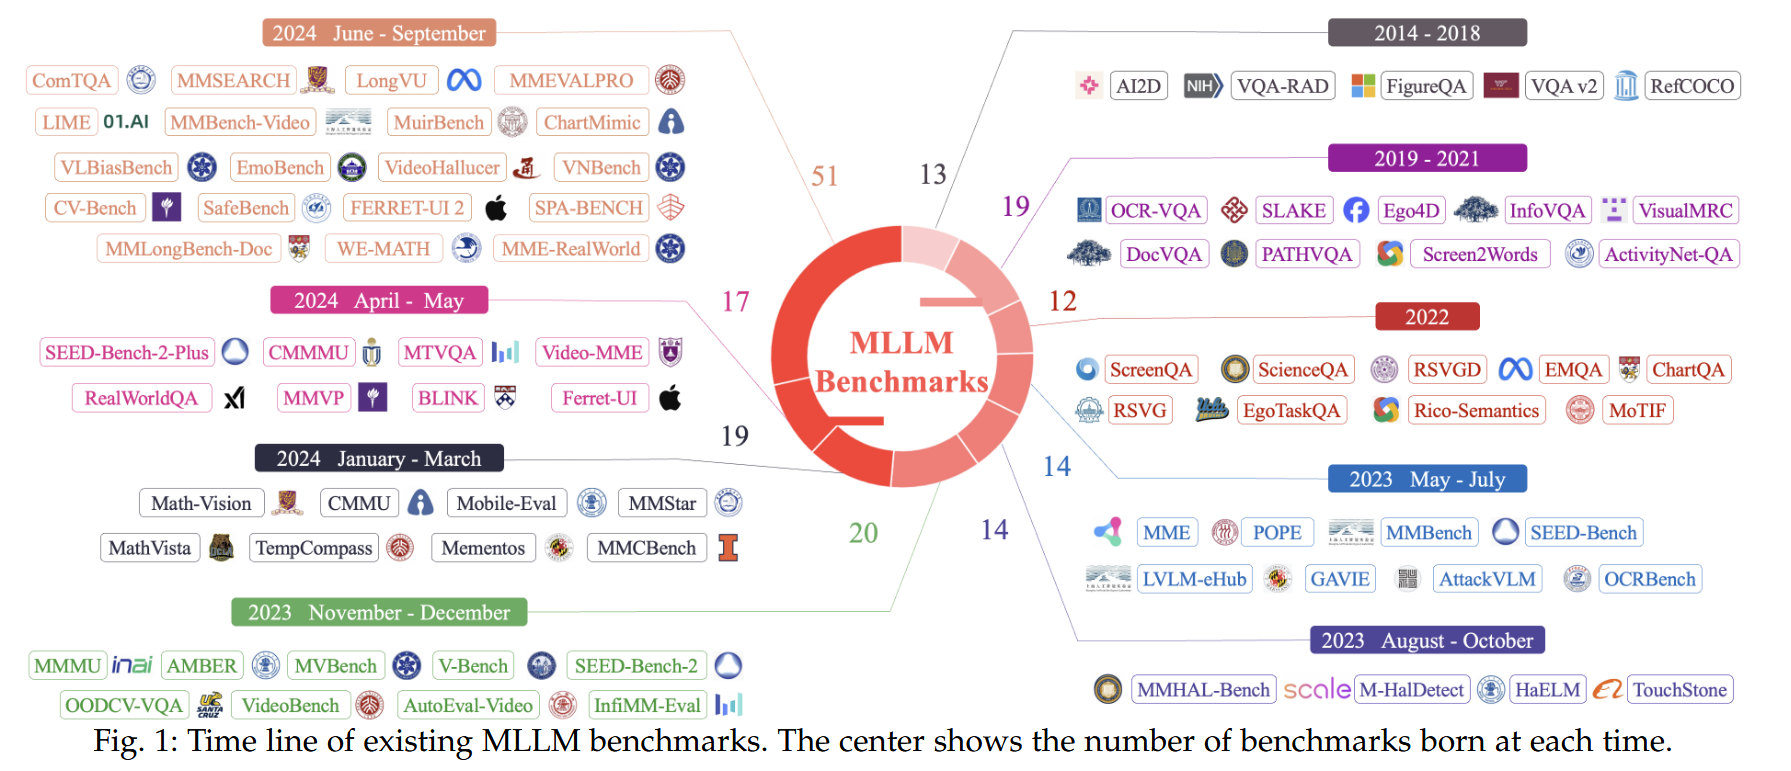 2024 June - September
ComTQA MMSEARCH LongVU MMEVALPRO
LIME 01.AI MMBench-Video MuirBench ChartMimic
VLBiasBench EmoBench VideoHallucer VNBench
CV-Bench SafeBench FERRET-UI 2 SPA-BENCH
MMLongBench-Doc WE-MATH MME-RealWorld
51
2024 April - May
17
SEED-Bench-2-Plus CMMMU MTVQA Video-MME
RealWorldQA MMVP BLINK Ferret-UI
2024 January - March
19
Math-Vision CMMU Mobile-Eval MMStar
MathVista UCLA TempCompass Mementos MMCBench
2023 November - December
20
MMMU inai AMBER MVBench V-Bench SEED-Bench-2
OODCV-VQA UC SANTA CRUZ VideoBench AutoEval-Video InfiMM-Eval
MLLM
Benchmarks
2014 - 2018
13
AI2D NIH VQA-RAD FigureQA VQA v2 RefCOCO
2019 - 2021
19
OCR-VQA SLAKE Ego4D InfoVQA VisualMRC
DocVQA PATHVQA Screen2Words ActivityNet-QA
2022
12
ScreenQA ScienceQA RSVGD EMQA ChartQA
RSVG Ucla EgoTaskQA Rico-Semantics MoTIF
2023 May - July
14
MME POPE MMBench SEED-Bench
LVLM-eHub GAVIE AttackVLM OCRBench
2023 August - October
14
MMHAL-Bench scale M-HalDetect HaELM TouchStone
Fig. 1: Time line of existing MLLM benchmarks. The center shows the number of benchmarks born at each time.